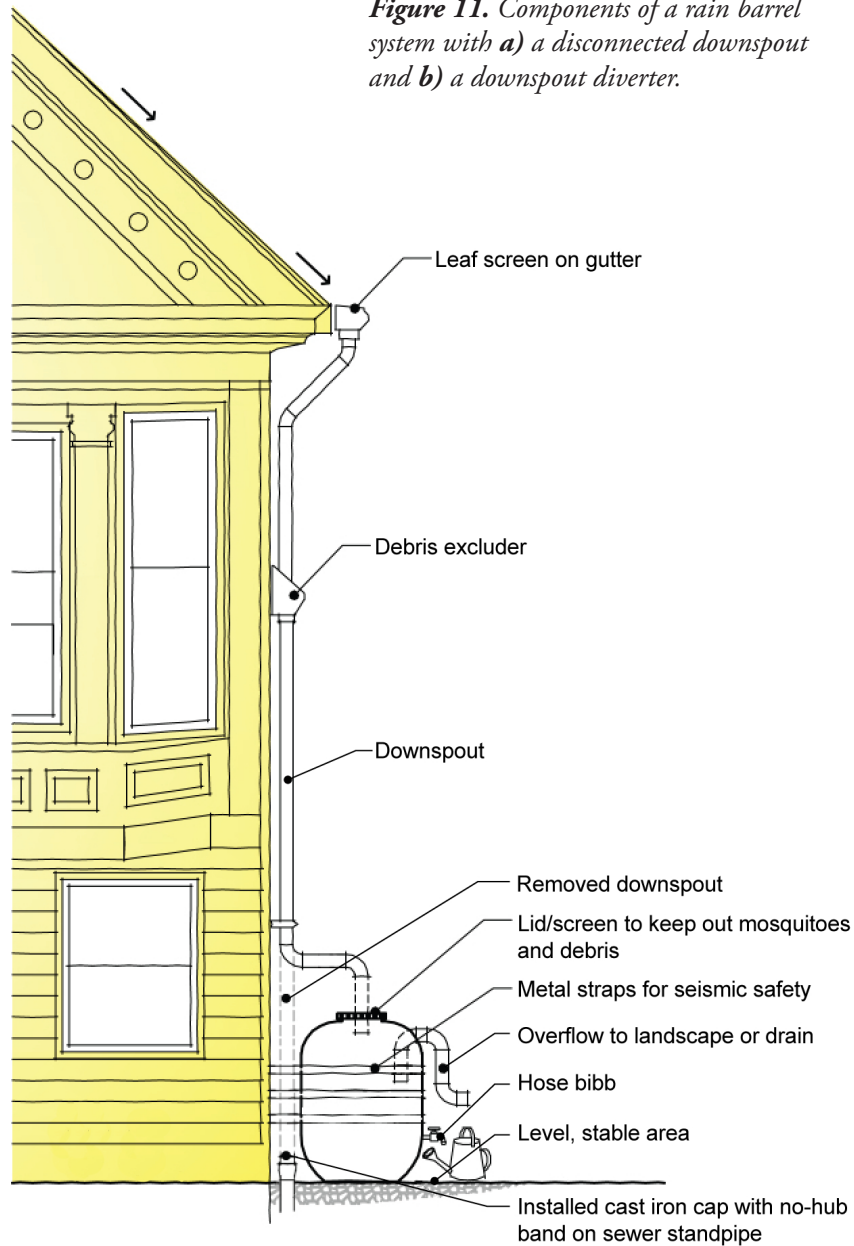 Figure 11. Components of a rain barrel
system with a) a disconnected downspout
and b) a downspout diverter.
Leaf screen on gutter
Debris excluder
Downspout
Removed downspout
Lid/screen to keep out mosquitoes
and debris
Metal straps for seismic safety
Overflow to landscape or drain
Hose bibb
Level, stable area
Installed cast iron cap with no-hub
band on sewer standpipe